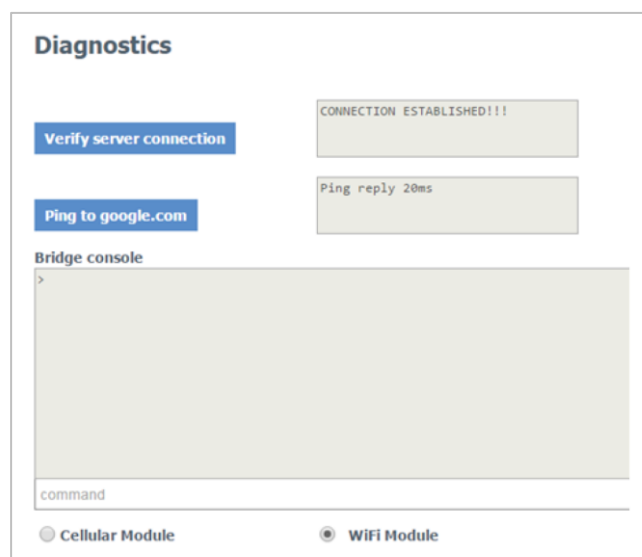 Diagnostics
Verify server connection
CONNECTION ESTABLISHED!!!
Ping to google.com
Ping reply 20ms
Bridge console
>
command
Cellular Module
WiFi Module